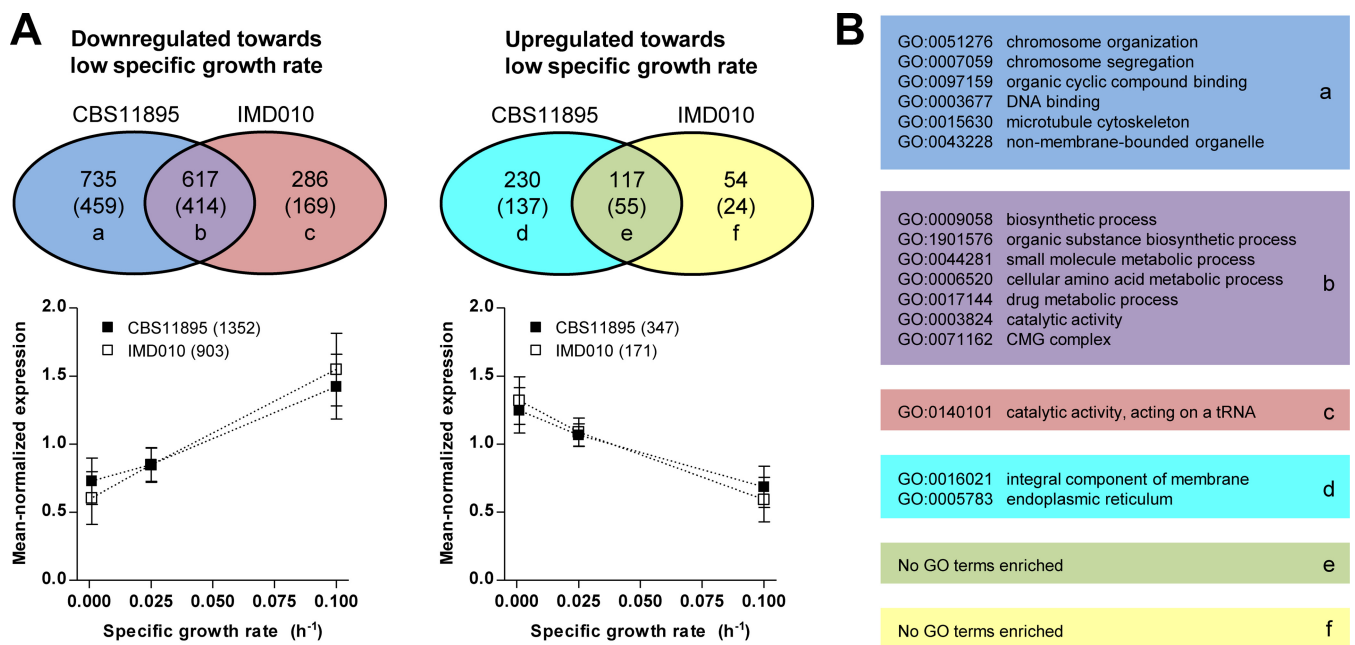 A
Downregulated towards
low specific growth rate
CBS11895 IMD010
735 617 286
(459) (414) (169)
a b c
2.0
1.5
1.0
0.5
0.0
Mean-normalized expression
CBS11895 (1352)
IMD010 (903)
0.000 0.025 0.050 0.075 0.100
Specific growth rate (h-1)
Upregulated towards
low specific growth rate
CBS11895 IMD010
230 117 54
(137) (55) (24)
d e f
2.0
1.5
1.0
0.5
0.0
Mean-normalized expression
CBS11895 (347)
IMD010 (171)
0.000 0.025 0.050 0.075 0.100
Specific growth rate (h-1)
B
GO:0051276 chromosome organization
GO:0007059 chromosome segregation
GO:0097159 organic cyclic compound binding
GO:0003677 DNA binding
GO:0015630 microtubule cytoskeleton
GO:0043228 non-membrane-bounded organelle
a
GO:0009058 biosynthetic process
GO:1901576 organic substance biosynthetic process
GO:0044281 small molecule metabolic process
GO:0006520 cellular amino acid metabolic process
GO:0017144 drug metabolic process
GO:0003824 catalytic activity
GO:0071162 CMG complex
b
GO:0140101 catalytic activity, acting on a tRNA
c
GO:0016021 integral component of membrane
GO:0005783 endoplasmic reticulum
d
No GO terms enriched
e
No GO terms enriched
f